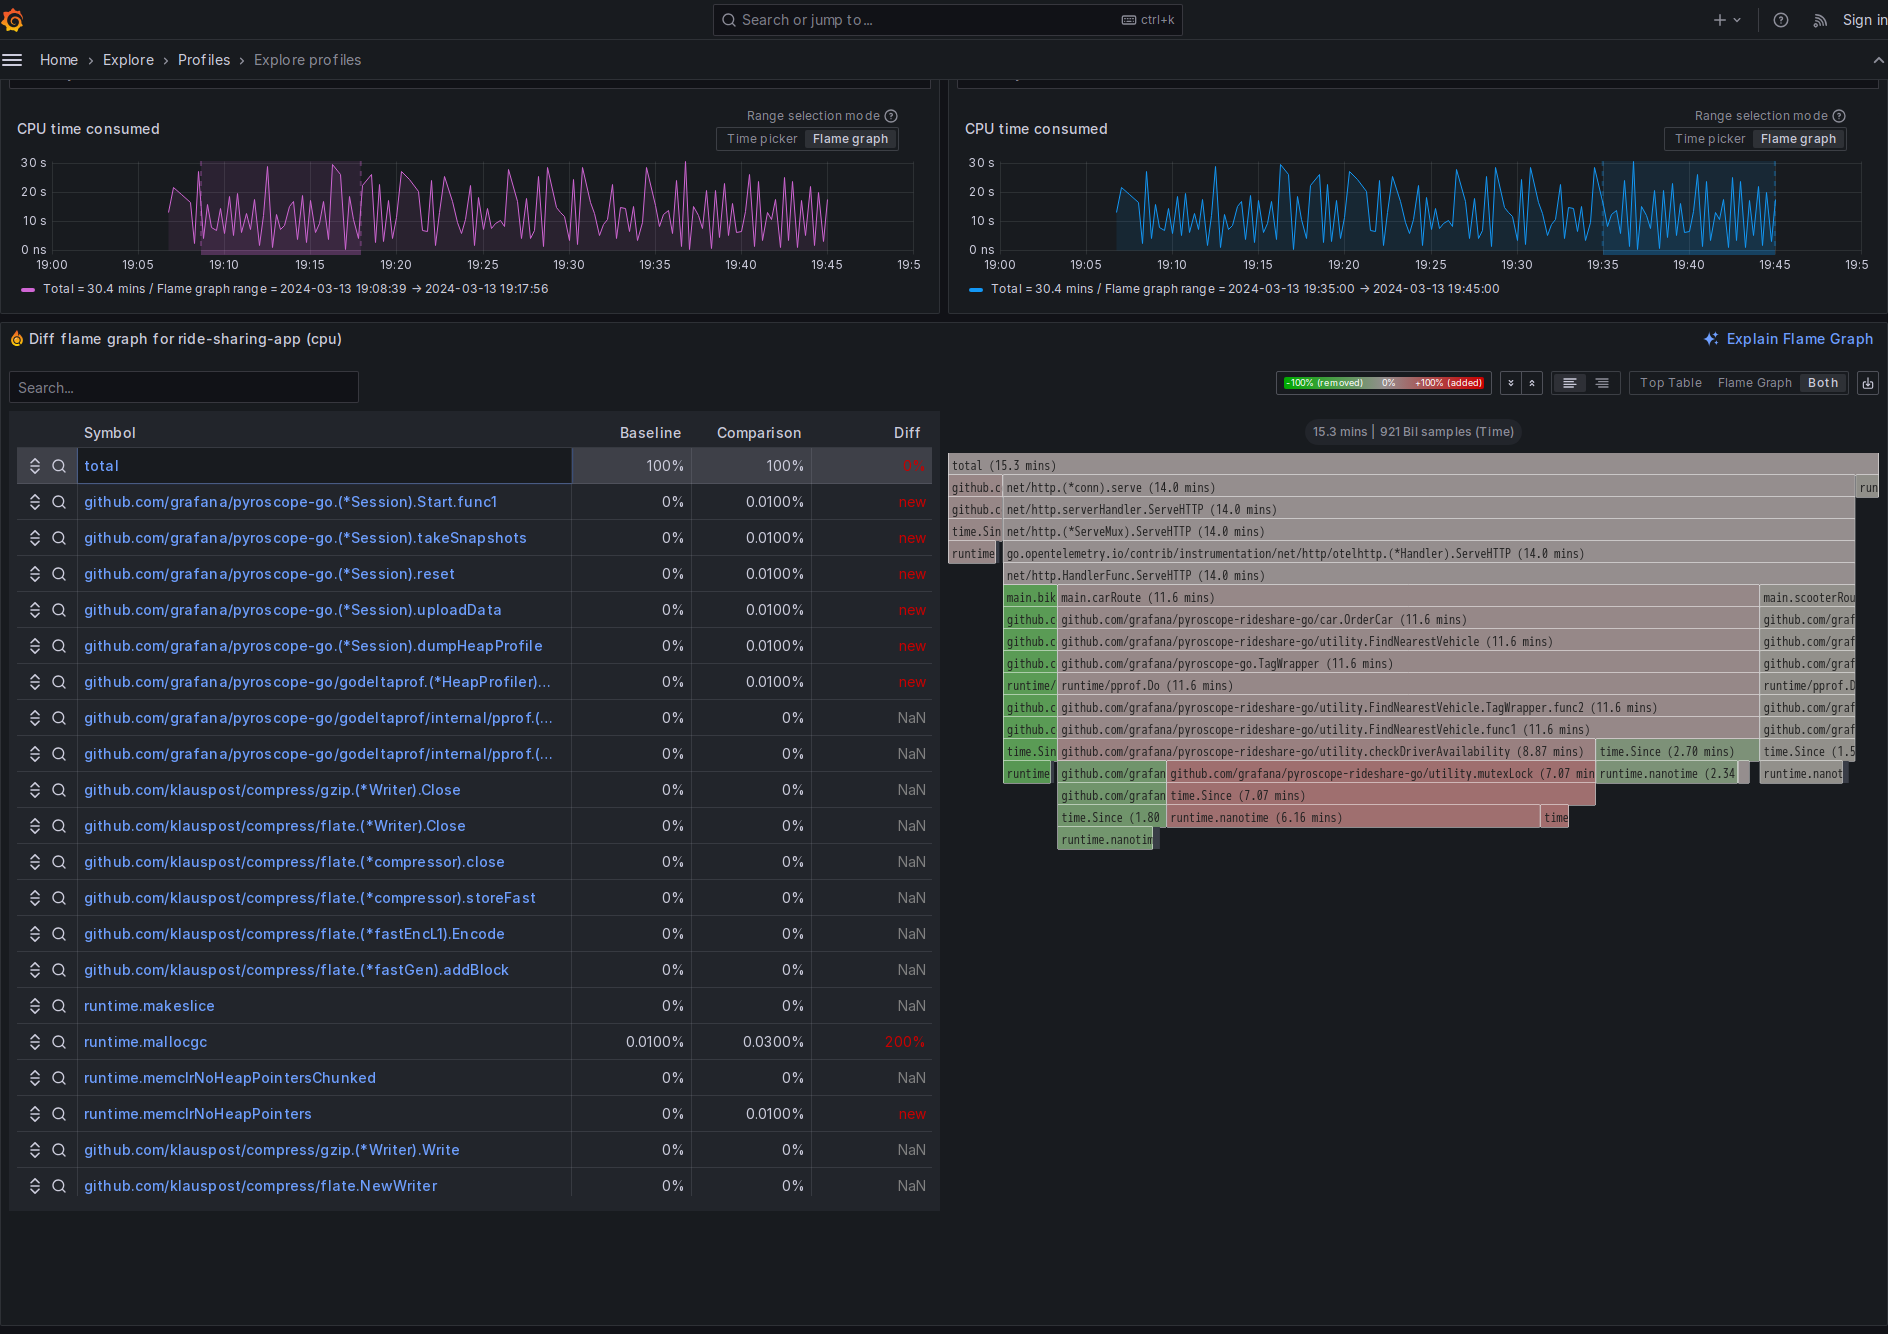 Search or jump to... ctrl+k Sign in
Home › Explore › Profiles › Explore profiles
CPU time consumed
Range selection mode
Time picker Flame graph
30 s
20 s
10 s
0 ns
19:00 19:05 19:10 19:15 19:20 19:25 19:30 19:35 19:40 19:45 19:5
Total = 30.4 mins / Flame graph range = 2024-03-13 19:08:39 → 2024-03-13 19:17:56
CPU time consumed
Range selection mode
Time picker Flame graph
30 s
20 s
10 s
0 ns
19:00 19:05 19:10 19:15 19:20 19:25 19:30 19:35 19:40 19:45 19:5
Total = 30.4 mins / Flame graph range = 2024-03-13 19:35:00 → 2024-03-13 19:45:00
Diff flame graph for ride-sharing-app (cpu)
Explain Flame Graph
Search...
-100% (removed) 0% +100% (added)
Top Table Flame Graph Both
Symbol Baseline Comparison Diff
total 100% 100% 0%
github.com/grafana/pyroscope-go.(*Session).Start.func1 0% 0.0100% new
github.com/grafana/pyroscope-go.(*Session).takeSnapshots 0% 0.0100% new
github.com/grafana/pyroscope-go.(*Session).reset 0% 0.0100% new
github.com/grafana/pyroscope-go.(*Session).uploadData 0% 0.0100% new
github.com/grafana/pyroscope-go.(*Session).dumpHeapProfile 0% 0.0100% new
github.com/grafana/pyroscope-go/godeltaprof.(*HeapProfiler)... 0% 0.0100% new
github.com/grafana/pyroscope-go/godeltaprof/internal/pprof.(... 0% 0% NaN
github.com/grafana/pyroscope-go/godeltaprof/internal/pprof.(... 0% 0% NaN
github.com/klauspost/compress/gzip.(*Writer).Close 0% 0% NaN
github.com/klauspost/compress/flate.(*Writer).Close 0% 0% NaN
github.com/klauspost/compress/flate.(*compressor).close 0% 0% NaN
github.com/klauspost/compress/flate.(*compressor).storeFast 0% 0% NaN
github.com/klauspost/compress/flate.(*fastEncL1).Encode 0% 0% NaN
github.com/klauspost/compress/flate.(*fastGen).addBlock 0% 0% NaN
runtime.makeslice 0% 0% NaN
runtime.mallocgc 0.0100% 0.0300% 200%
runtime.memclrNoHeapPointersChunked 0% 0% NaN
runtime.memclrNoHeapPointers 0% 0.0100% new
github.com/klauspost/compress/gzip.(*Writer).Write 0% 0% NaN
github.com/klauspost/compress/flate.NewWriter 0% 0% NaN
15.3 mins | 921 Bil samples (Time)
total (15.3 mins)
github.c net/http.(*conn).serve (14.0 mins) run
github.c net/http.serverHandler.ServeHTTP (14.0 mins)
time.Sin net/http.(*ServeMux).ServeHTTP (14.0 mins)
runtime go.opentelemetry.io/contrib/instrumentation/net/http/otelhttp.(*Handler).ServeHTTP (14.0 mins)
net/http.HandlerFunc.ServeHTTP (14.0 mins)
main.bik main.carRoute (11.6 mins) main.scooterRou
github.c github.com/grafana/pyroscope-rideshare-go/car.OrderCar (11.6 mins) github.com/graf
github.c github.com/grafana/pyroscope-rideshare-go/utility.FindNearestVehicle (11.6 mins) github.com/graf
github.c github.com/grafana/pyroscope-go.TagWrapper (11.6 mins) github.com/graf
runtime/ runtime/pprof.Do (11.6 mins) runtime/pprof.D
github.c github.com/grafana/pyroscope-rideshare-go/utility.FindNearestVehicle.TagWrapper.func2 (11.6 mins) github.com/graf
github.c github.com/grafana/pyroscope-rideshare-go/utility.FindNearestVehicle.func1 (11.6 mins) github.com/graf
time.Sin github.com/grafana/pyroscope-rideshare-go/utility.checkDriverAvailability (8.87 mins) time.Since (2.70 mins) time.Since (1.5
runtime github.com/grafan github.com/grafana/pyroscope-rideshare-go/utility.mutexLock (7.07 min runtime.nanotime (2.34 runtime.nanot
github.com/grafan time.Since (7.07 mins)
time.Since (1.80 runtime.nanotime (6.16 mins) time
runtime.nanotim